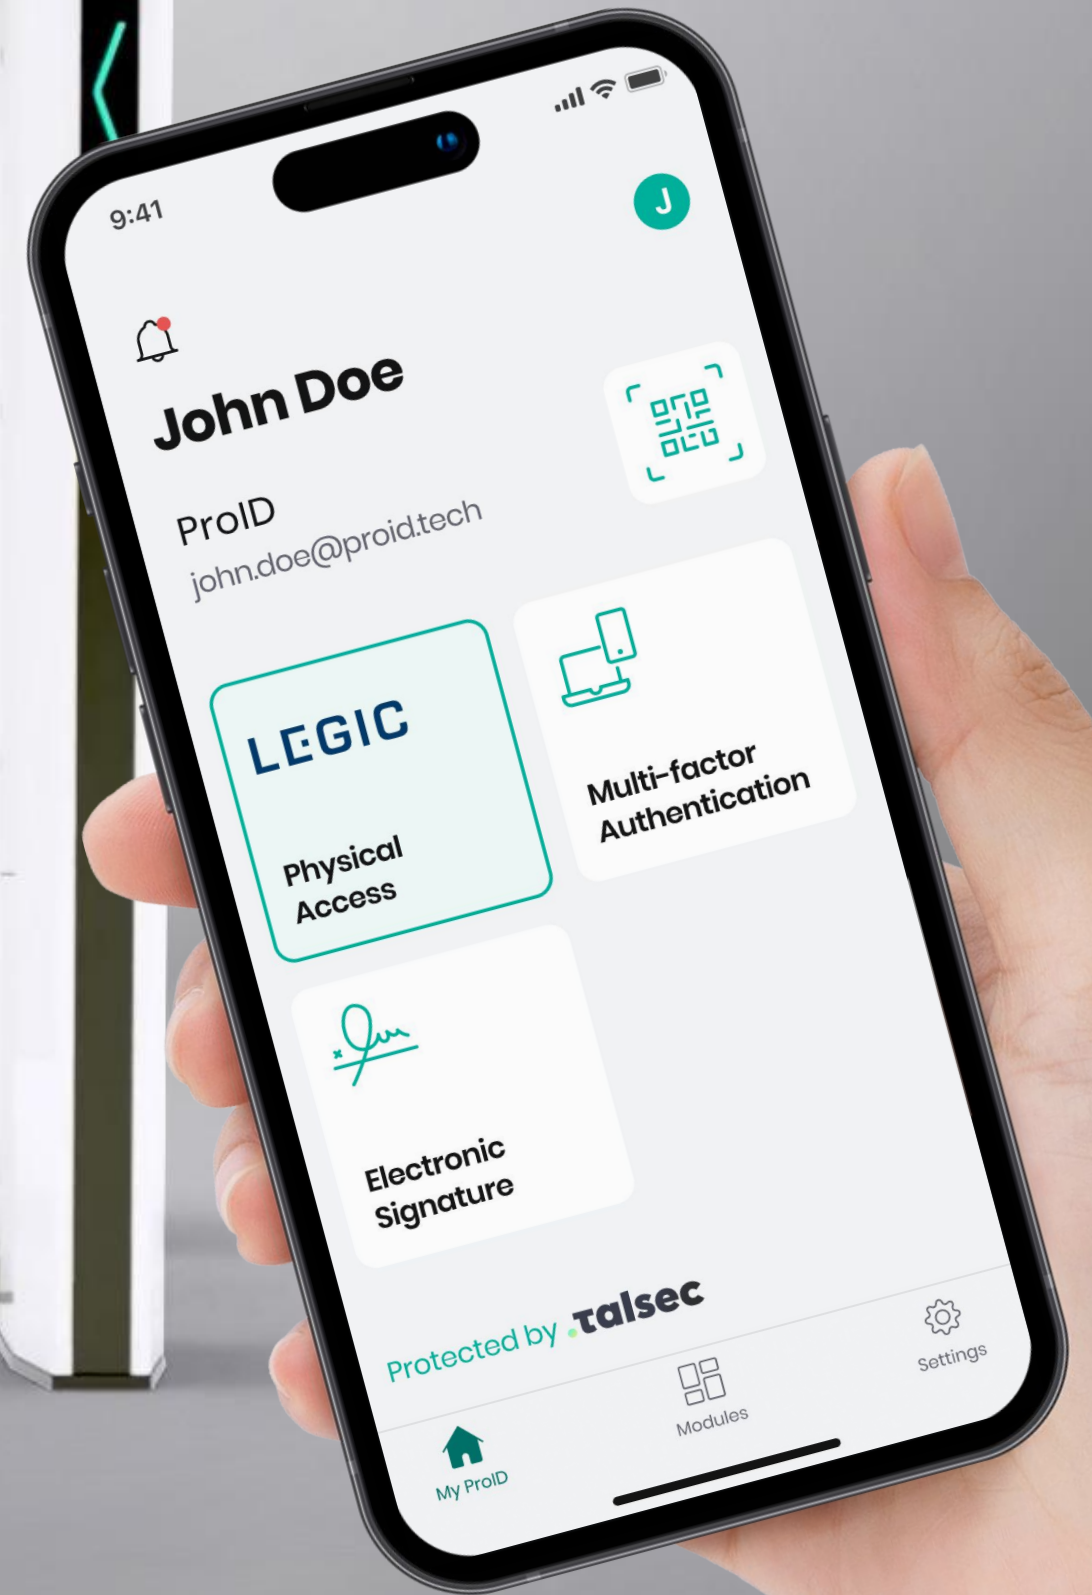 9:41
J
John Doe
ProID
john.doe@proid.tech
LEGIC
Physical
Access
Multi-factor
Authentication
Electronic
Signature
Protected by .talsec
My ProID
Modules
Settings